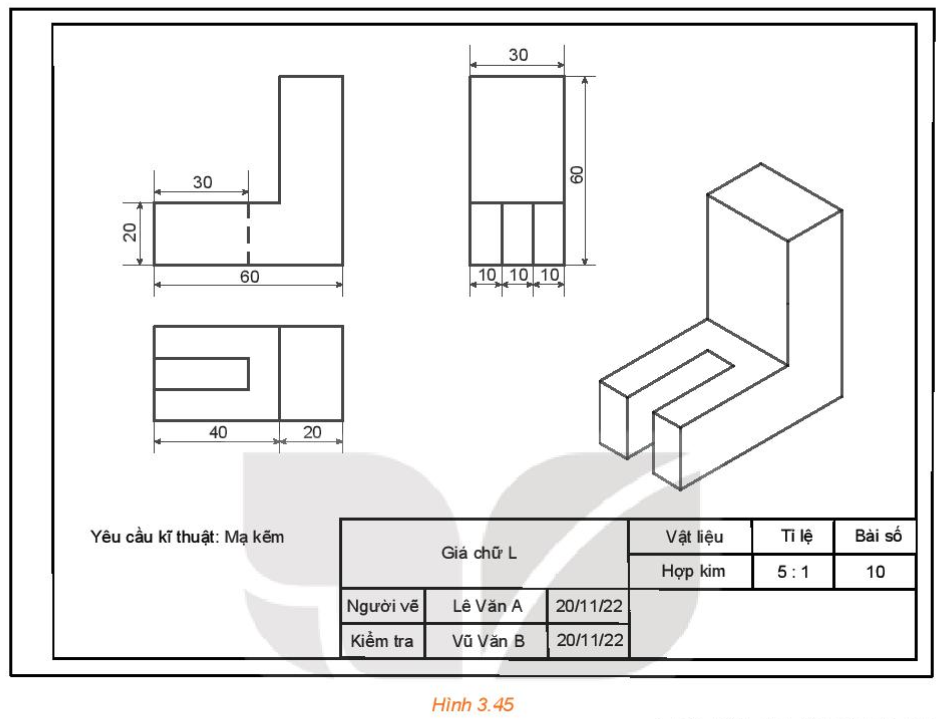 30
30
20
60
60
10 10 10
40 20
Yêu cầu kĩ thuật: Mạ kẽm
Giá chữ L
Vật liệu Tỉ lệ Bài số
Hợp kim 5 : 1 10
Người vẽ Lê Văn A 20/11/22
Kiểm tra Vũ Văn B 20/11/22
Hình 3.45